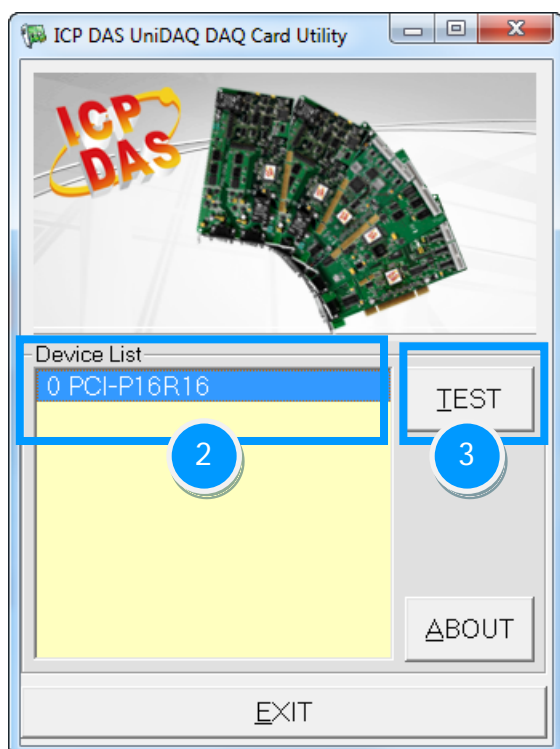 ICP DAS UniDAQ DAQ Card Utility
ICP
DAS
Device List
0 PCI-P16R16
TEST
2
3
ABOUT
EXIT